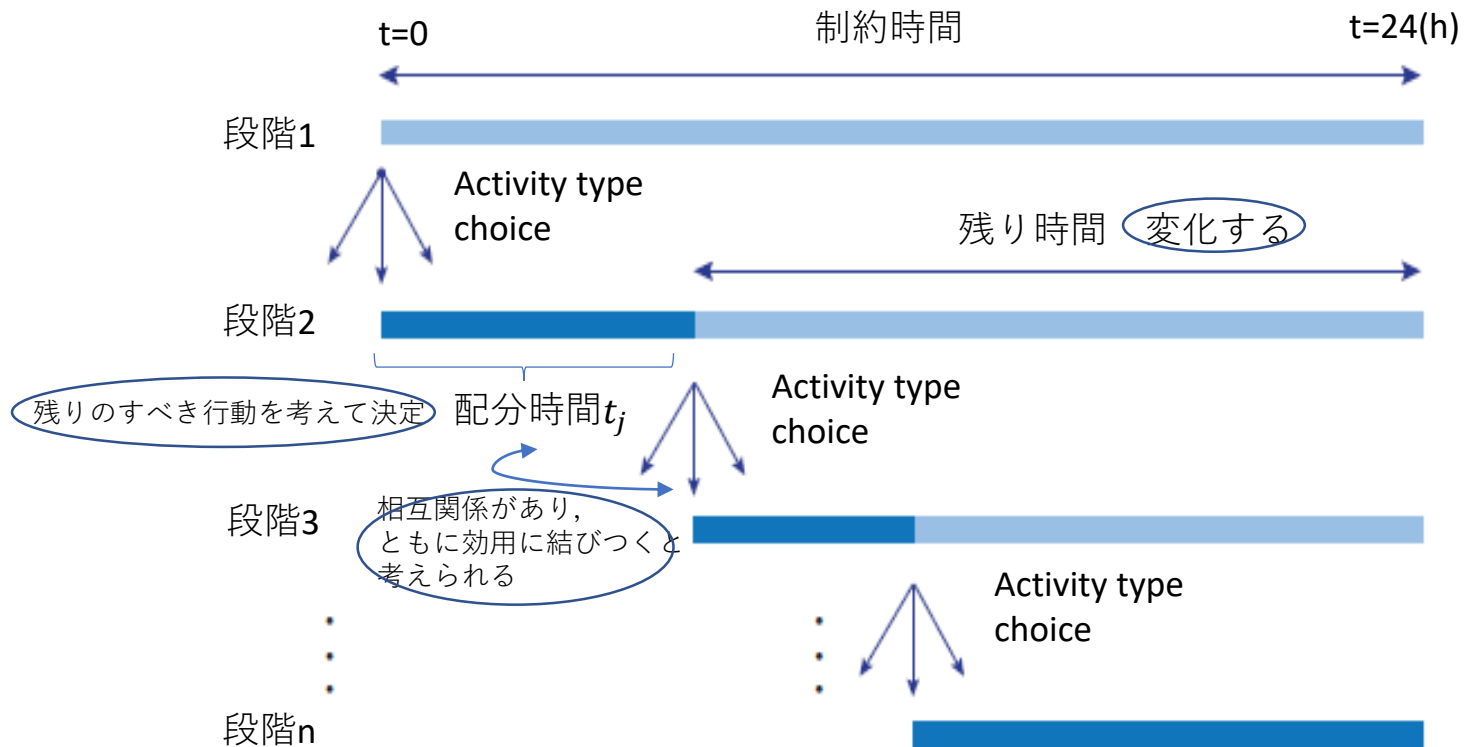 t=0
制約時間
t=24(h)
段階1
Activity type
choice
残り時間
変化する
段階2
残りのすべき行動を考えて決定
配分時間t_j
Activity type
choice
段階3
相互関係があり，
ともに効用に結びつくと
考えられる
Activity type
choice
段階n